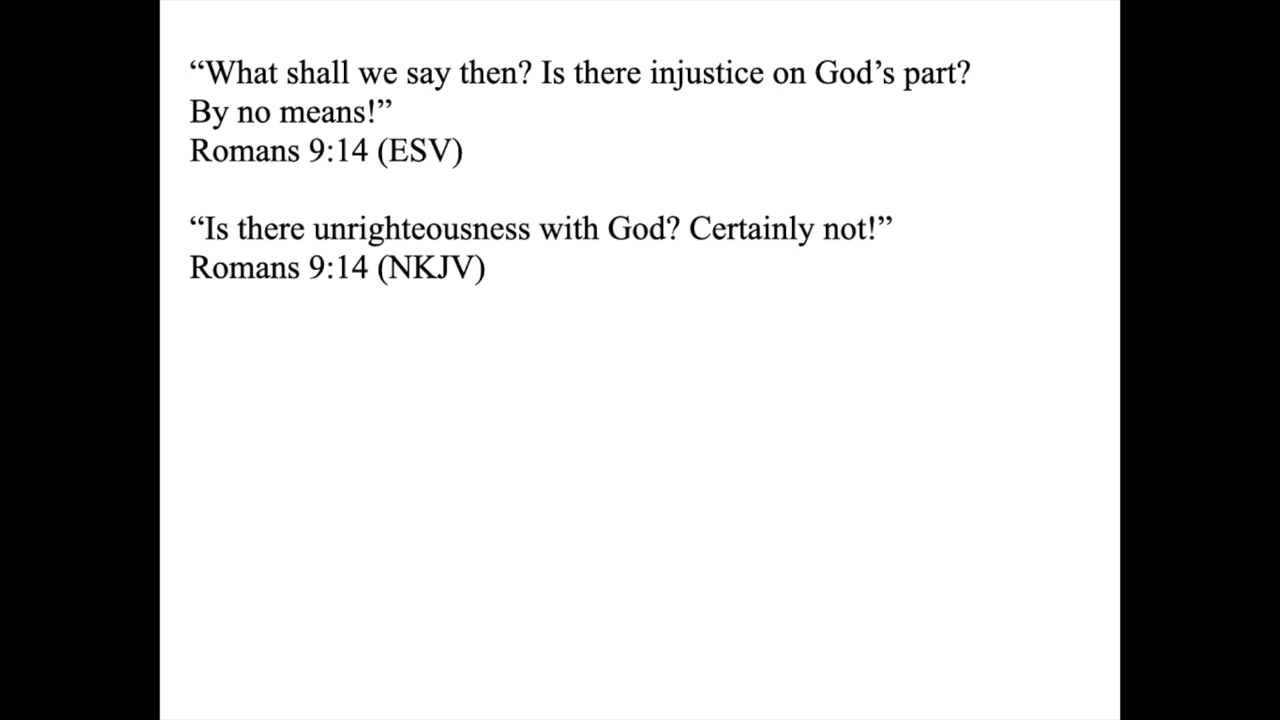 “What shall we say then? Is there injustice on God’s part?
By no means!”
Romans 9:14 (ESV)
“Is there unrighteousness with God? Certainly not!”
Romans 9:14 (NKJV)